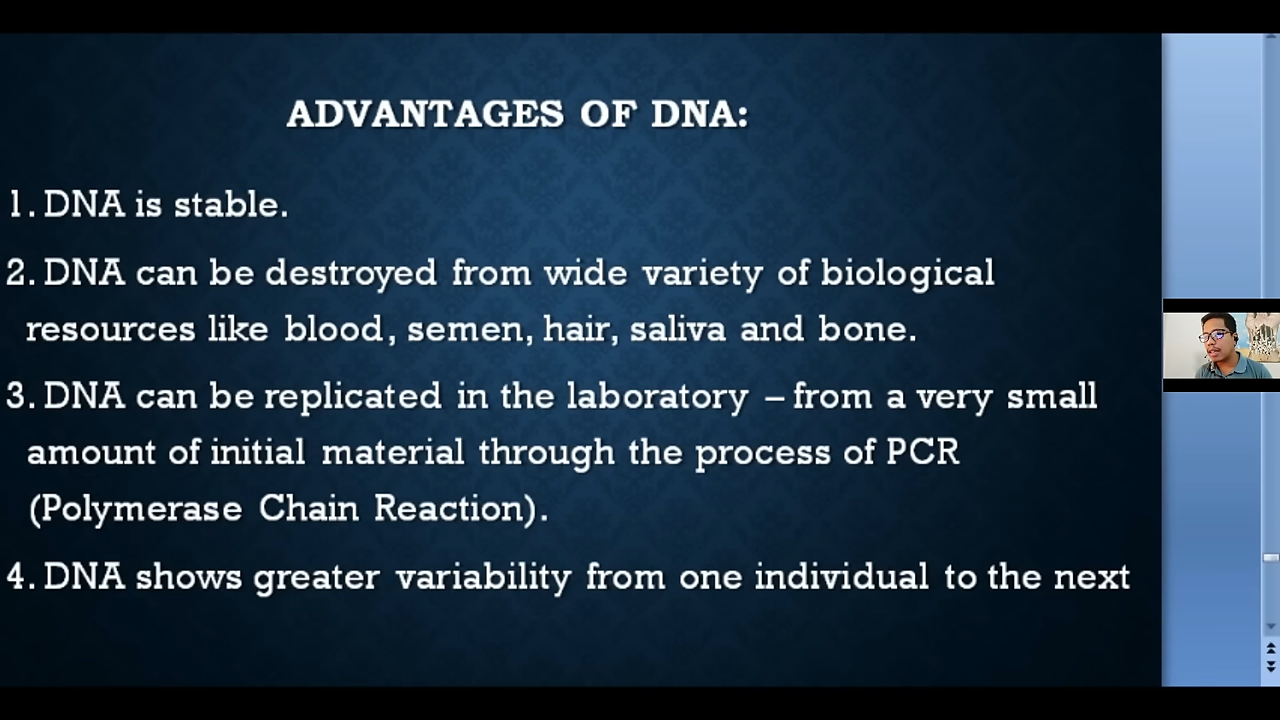 ADVANTAGES OF DNA:
1. DNA is stable.
2. DNA can be destroyed from wide variety of biological
resources like blood, semen, hair, saliva and bone.
3. DNA can be replicated in the laboratory – from a very small
amount of initial material through the process of PCR
(Polymerase Chain Reaction).
4. DNA shows greater variability from one individual to the next